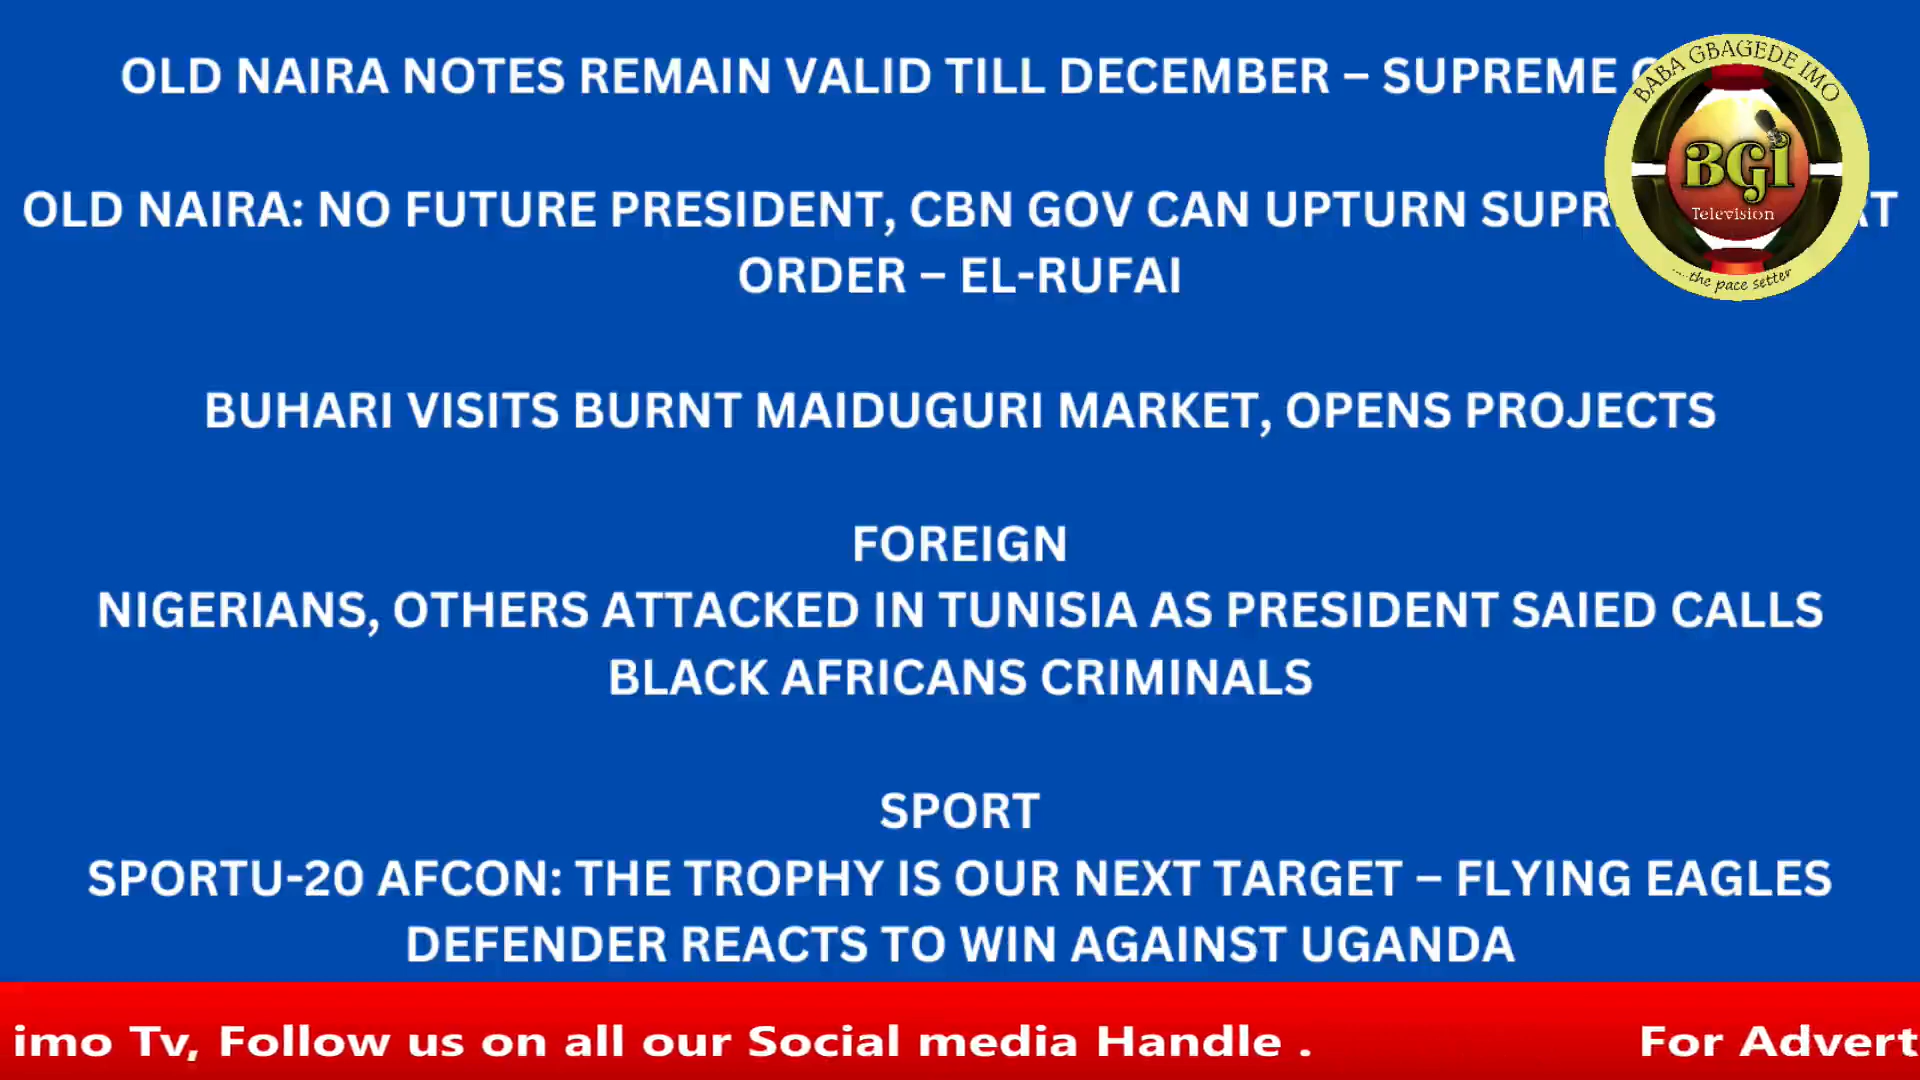 OLD NAIRA NOTES REMAIN VALID TILL DECEMBER – SUPREME
OLD NAIRA: NO FUTURE PRESIDENT, CBN GOV CAN UPTURN SUPR RT
ORDER – EL-RUFAI
BUHARI VISITS BURNT MAIDUGURI MARKET, OPENS PROJECTS
FOREIGN
NIGERIANS, OTHERS ATTACKED IN TUNISIA AS PRESIDENT SAIED CALLS
BLACK AFRICANS CRIMINALS
SPORT
SPORTU-20 AFCON: THE TROPHY IS OUR NEXT TARGET – FLYING EAGLES
DEFENDER REACTS TO WIN AGAINST UGANDA
BABA GBAGEDE IMO
BGI
Television
.....the pace setter
imo Tv, Follow us on all our Social media Handle . For Advert